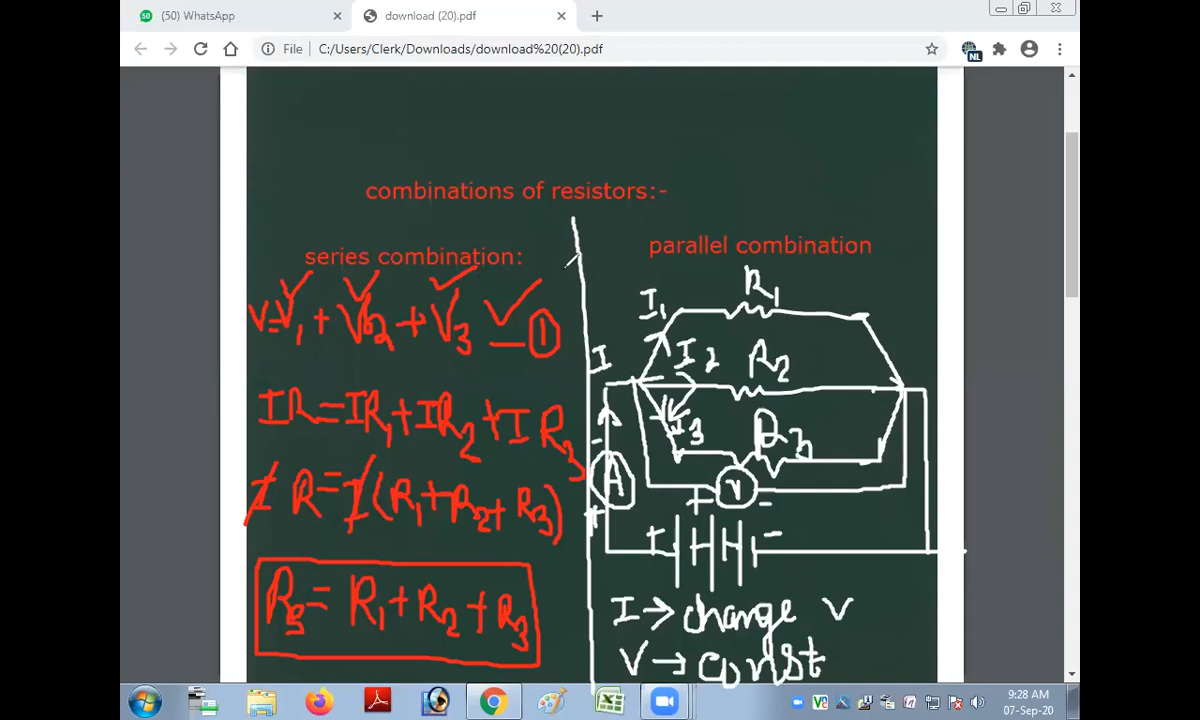 (50) WhatsApp
download (20).pdf
File
C:/Users/Clerk/Downloads/download%20(20).pdf
NL
combinations of resistors:-
series combination:
V=V1+V2+V3 — 1
IR=IR1+IR2+IR3
I R=I(R1+R2+R3)
Rs=R1+R2+R3
parallel combination
R1
I1
I
I2
R2
I3
R3
A
-
+
V
+
-
+
-
I→change V
V→const
9:28 AM
07-Sep-20